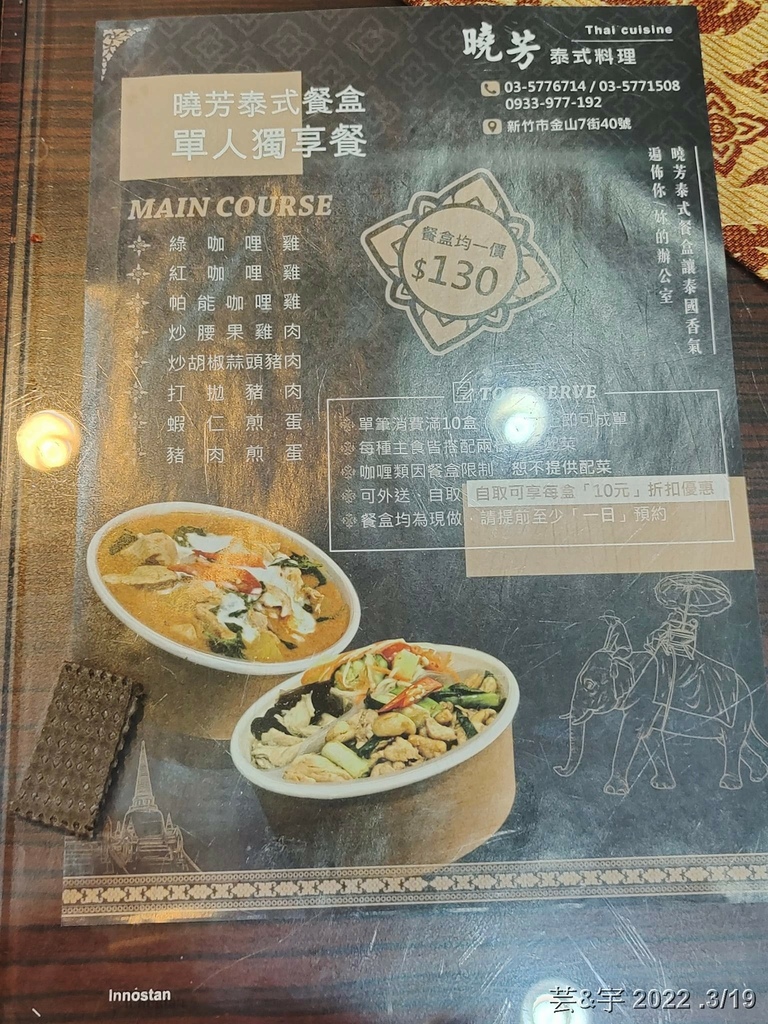 Thai cuisine
曉芳 泰式料理
03-5776714 / 03-5771508
0933-977-192
新竹市金山7街40號
曉芳泰式餐盒
單人獨享餐
曉芳泰式餐盒讓泰國香氣
遍佈你 妳的辦公室
MAIN COURSE
綠咖哩雞
紅咖哩雞
帕能咖哩雞
炒腰果雞肉
炒胡椒蒜頭豬肉
打拋豬肉
蝦仁煎蛋
豬肉煎蛋
餐盒均一價
$130
TO RESERVE
單筆消費滿10盒 即可成單
每種主食皆搭配兩 菜
咖哩類因餐盒限制，恕不提供配菜
可外送、自取 自取可享每盒「10元」折扣優惠
餐盒均為現做，請提前至少「一日」預約
Innostan
芸&宇 2022 .3/19